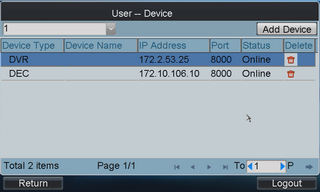 User -- Device
1 Add Device
Device Type Device Name IP Address Port Status Delete
DVR 172.2.53.25 8000 Online
DEC 172.10.106.10 8000 Online
Total 2 items Page 1/1 To 1 P
Return Logout